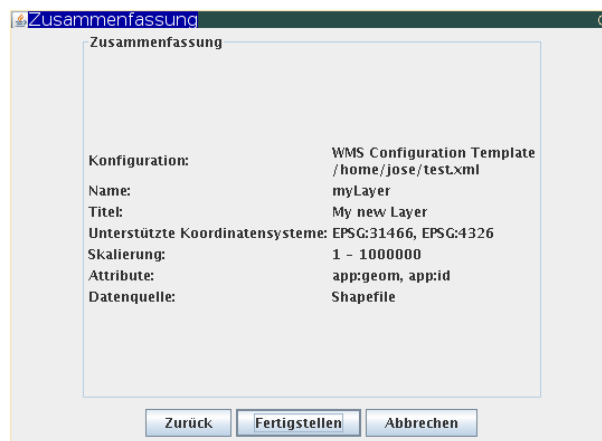 Zusammenfassung
Zusammenfassung
Konfiguration: WMS Configuration Template
/home/jose/test.xml
Name: myLayer
Titel: My new Layer
Unterstützte Koordinatensysteme: EPSG:31466, EPSG:4326
Skalierung: 1 - 1000000
Attribute: app:geom, app:id
Datenquelle: Shapefile
Zurück Fertigstellen Abbrechen